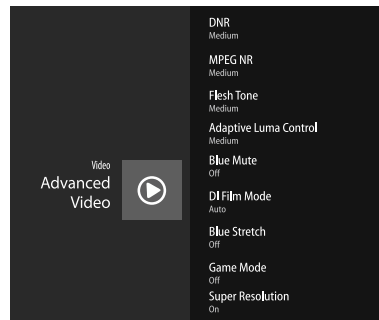 Video
Advanced
Video
DNR
Medium
MPEG NR
Medium
Flesh Tone
Medium
Adaptive Luma Control
Medium
Blue Mute
Off
DI Film Mode
Auto
Blue Stretch
Off
Game Mode
Off
Super Resolution
On